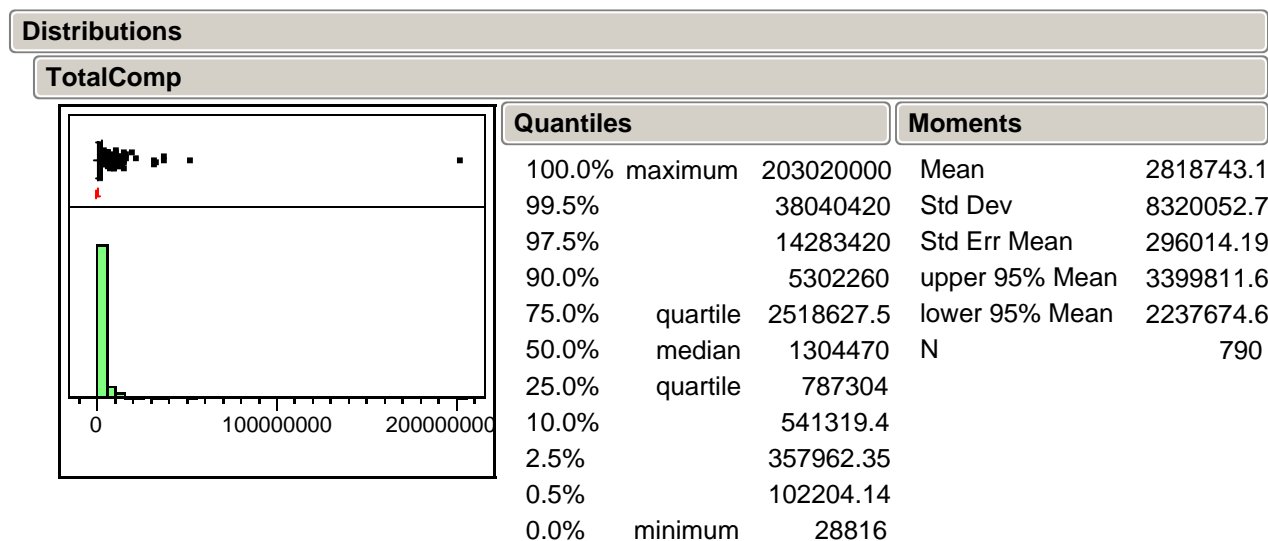 Distributions
TotalComp
0 100000000 200000000
Quantiles
100.0% maximum 203020000
99.5% 38040420
97.5% 14283420
90.0% 5302260
75.0% quartile 2518627.5
50.0% median 1304470
25.0% quartile 787304
10.0% 541319.4
2.5% 357962.35
0.5% 102204.14
0.0% minimum 28816
Moments
Mean 2818743.1
Std Dev 8320052.7
Std Err Mean 296014.19
upper 95% Mean 3399811.6
lower 95% Mean 2237674.6
N 790